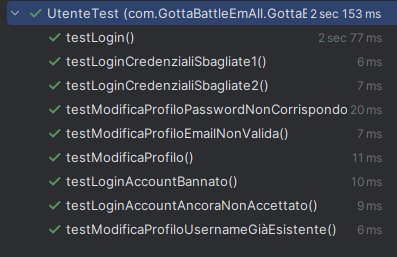 UtenteTest (com.GottaBattleEmAll.GottaB 2 sec 153 ms
testLogin() 2 sec 77 ms
testLoginCredenzialiSbagliate1() 6 ms
testLoginCredenzialiSbagliate2() 7 ms
testModificaProfiloPasswordNonCorrispondo 20 ms
testModificaProfiloEmailNonValida() 7 ms
testModificaProfilo() 11 ms
testLoginAccountBannato() 10 ms
testLoginAccountAncoraNonAccettato() 9 ms
testModificaProfiloUsernameGiàEsistente() 6 ms